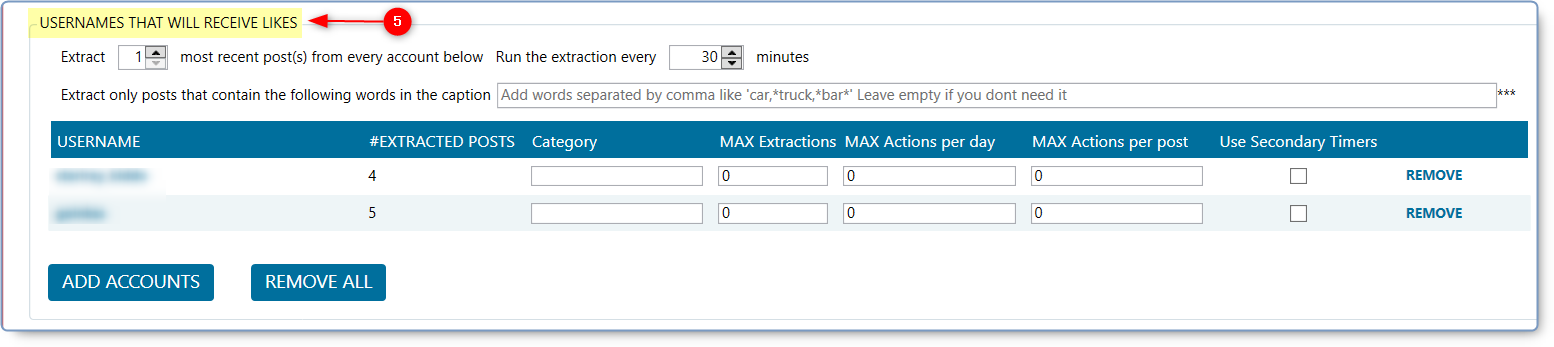 USERNAMES THAT WILL RECEIVE LIKES 5
Extract 1 most recent post(s) from every account below Run the extraction every 30 minutes
Extract only posts that contain the following words in the caption Add words separated by comma like 'car,*truck,*bar*' Leave empty if you dont need it ***
USERNAME #EXTRACTED POSTS Category MAX Extractions MAX Actions per day MAX Actions per post Use Secondary Timers
4 0 0 0 REMOVE
5 0 0 0 REMOVE
ADD ACCOUNTS REMOVE ALL